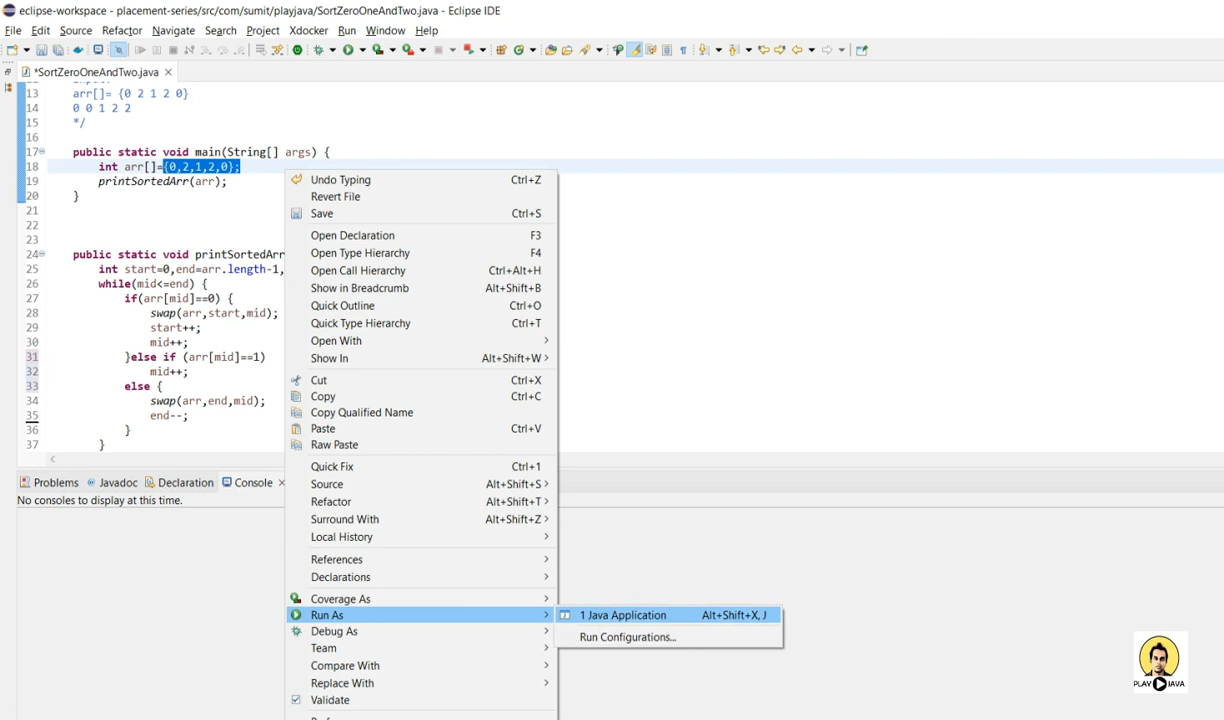 eclipse-workspace - placement-series/src/com/sumit/playjava/SortZeroOneAndTwo.java - Eclipse IDE
File Edit Source Refactor Navigate Search Project Xdocker Run Window Help
*SortZeroOneAndTwo.java
13 arr[]= {0 2 1 2 0}
14 0 0 1 2 2
15 */
16
17 public static void main(String[] args) {
18 int arr[]={0,2,1,2,0};
19 printSortedArr(arr);
20 }
21
22
23
24 public static void printSortedArr
25 int start=0,end=arr.length-1,
26 while(mid<=end) {
27 if(arr[mid]==0) {
28 swap(arr,start,mid);
29 start++;
30 mid++;
31 }else if (arr[mid]==1)
32 mid++;
33 else {
34 swap(arr,end,mid);
35 end--;
36 }
37 }
Undo Typing Ctrl+Z
Revert File
Save Ctrl+S
Open Declaration F3
Open Type Hierarchy F4
Open Call Hierarchy Ctrl+Alt+H
Show in Breadcrumb Alt+Shift+B
Quick Outline Ctrl+O
Quick Type Hierarchy Ctrl+T
Open With
Show In Alt+Shift+W
Cut Ctrl+X
Copy Ctrl+C
Copy Qualified Name
Paste Ctrl+V
Raw Paste
Quick Fix Ctrl+1
Source Alt+Shift+S
Refactor Alt+Shift+T
Surround With Alt+Shift+Z
Local History
References
Declarations
Coverage As
Run As
Debug As
Team
Compare With
Replace With
Validate
1 Java Application Alt+Shift+X, J
Run Configurations...
Problems Javadoc Declaration Console
No consoles to display at this time.
PLAY JAVA